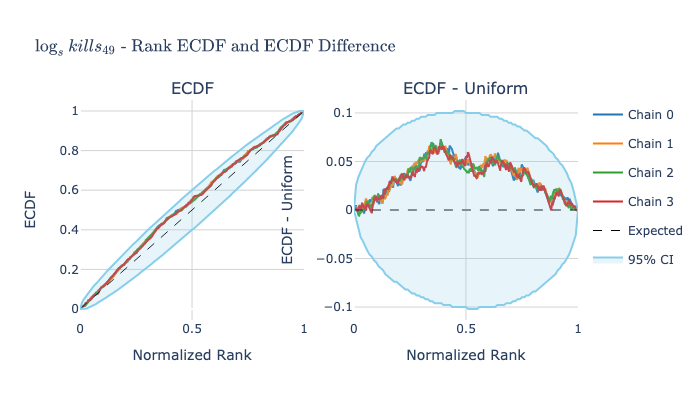 log_s kills_49 - Rank ECDF and ECDF Difference
ECDF
ECDF - Uniform
1
0.8
0.6
0.4
0.2
0
ECDF
0
0.5
1
Normalized Rank
0.1
0.05
0
−0.05
−0.1
ECDF - Uniform
0
0.5
1
Normalized Rank
Chain 0
Chain 1
Chain 2
Chain 3
Expected
95% CI